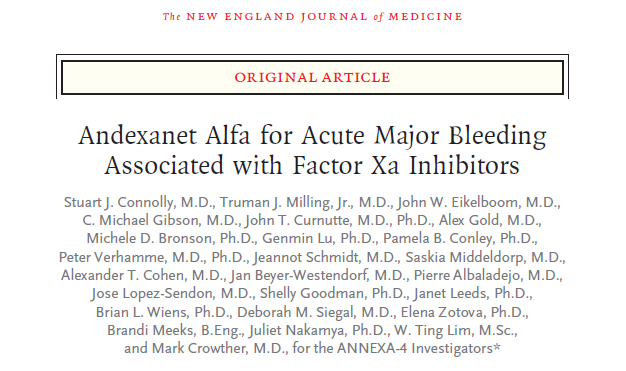 The NEW ENGLAND JOURNAL of MEDICINE
ORIGINAL ARTICLE
Andexanet Alfa for Acute Major Bleeding
Associated with Factor Xa Inhibitors
Stuart J. Connolly, M.D., Truman J. Milling, Jr., M.D., John W. Eikelboom, M.D.,
C. Michael Gibson, M.D., John T. Curnutte, M.D., Ph.D., Alex Gold, M.D.,
Michele D. Bronson, Ph.D., Genmin Lu, Ph.D., Pamela B. Conley, Ph.D.,
Peter Verhamme, M.D., Ph.D., Jeannot Schmidt, M.D., Saskia Middeldorp, M.D.,
Alexander T. Cohen, M.D., Jan Beyer-Westendorf, M.D., Pierre Albaladejo, M.D.,
Jose Lopez-Sendon, M.D., Shelly Goodman, Ph.D., Janet Leeds, Ph.D.,
Brian L. Wiens, Ph.D., Deborah M. Siegal, M.D., Elena Zotova, Ph.D.,
Brandi Meeks, B.Eng., Juliet Nakamya, Ph.D., W. Ting Lim, M.Sc.,
and Mark Crowther, M.D., for the ANNEXA-4 Investigators*